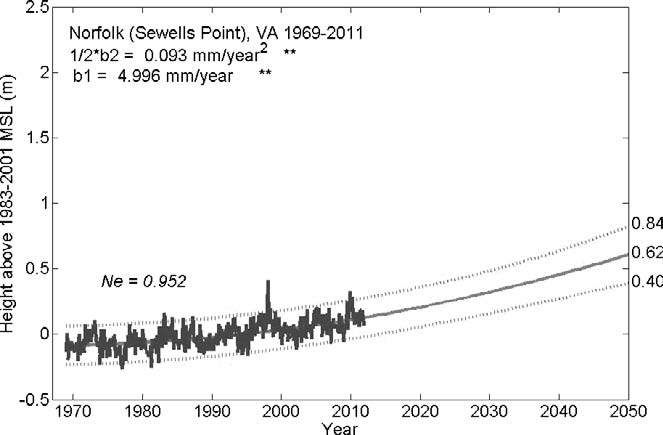 Norfolk (Sewells Point), VA 1969-2011
1/2*b2 = 0.093 mm/year2 **
b1 = 4.996 mm/year **
Height above 1983-2001 MSL (m)
2.5
2
1.5
1
0.5
0
-0.5
Ne = 0.952
0.84
0.62
0.40
1970 1980 1990 2000 2010 2020 2030 2040 2050
Year